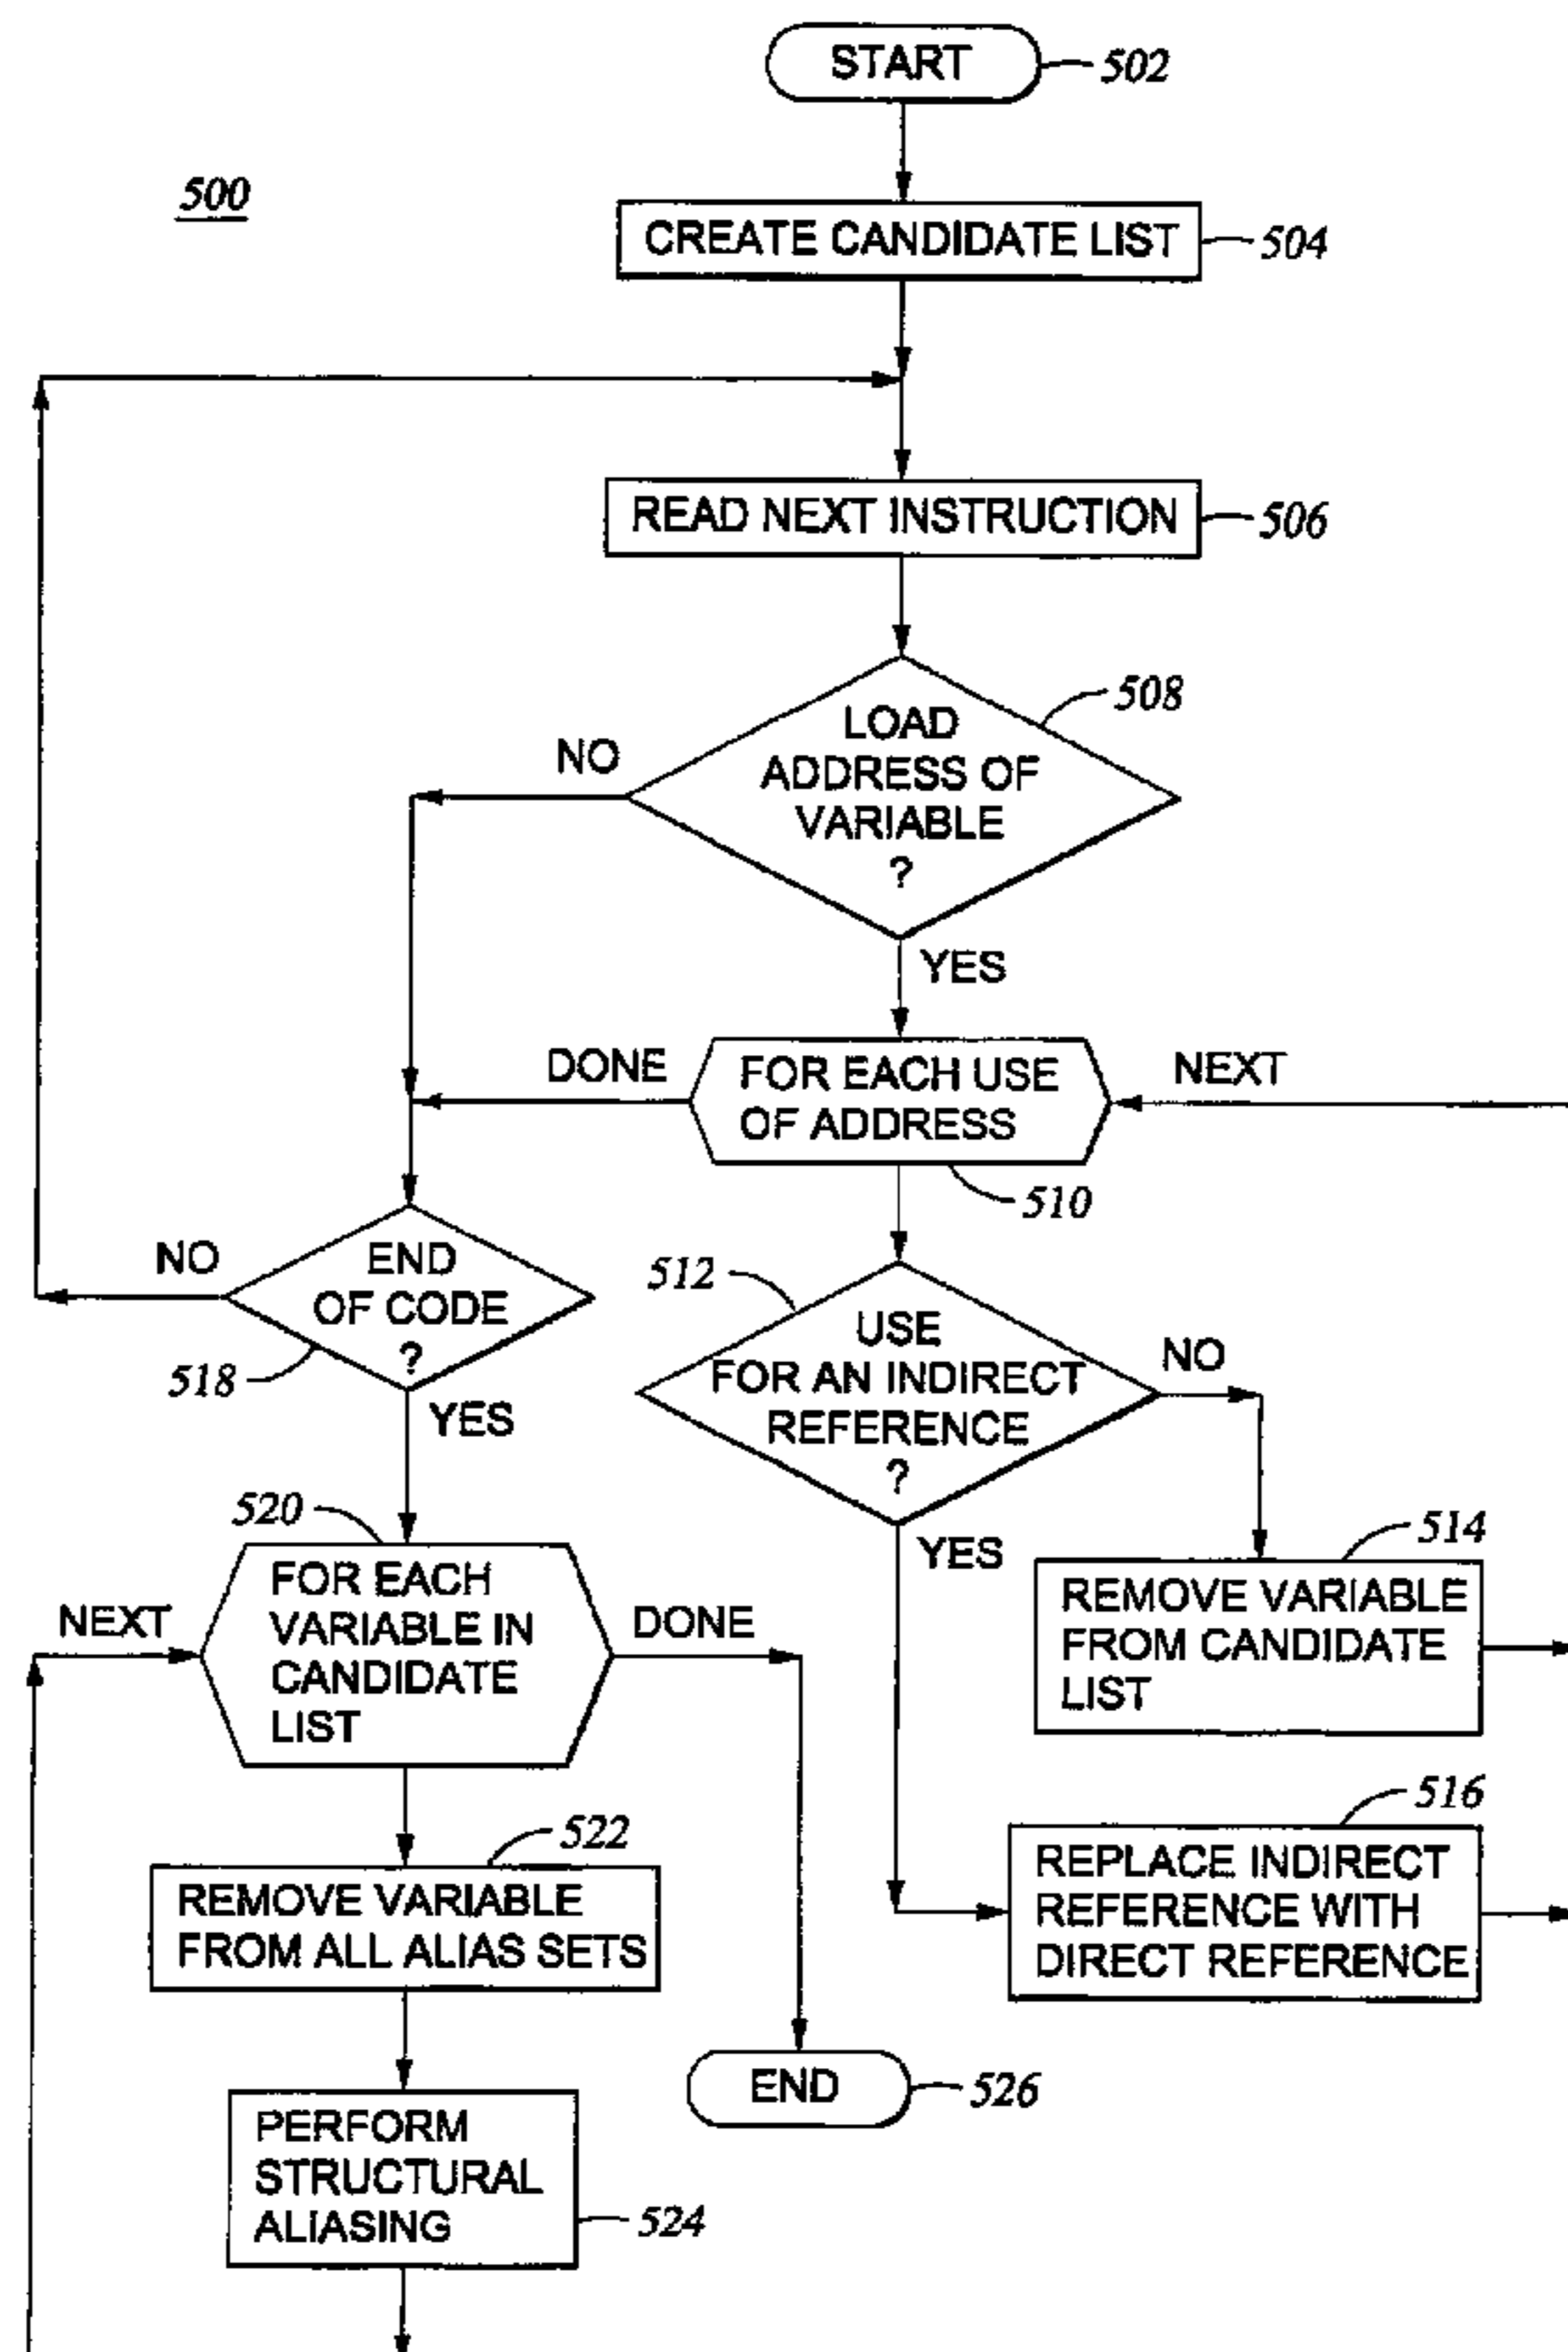 START
502
500
CREATE CANDIDATE LIST
504
READ NEXT INSTRUCTION
506
508
LOAD
ADDRESS OF
VARIABLE
?
NO
YES
DONE
FOR EACH USE
OF ADDRESS
NEXT
510
NO
END
OF CODE
?
518
YES
512
USE
FOR AN INDIRECT
REFERENCE
?
NO
YES
514
REMOVE VARIABLE
FROM CANDIDATE
LIST
520
FOR EACH
VARIABLE IN
CANDIDATE
LIST
NEXT
DONE
516
REPLACE INDIRECT
REFERENCE WITH
DIRECT REFERENCE
522
REMOVE VARIABLE
FROM ALL ALIAS SETS
END
526
PERFORM
STRUCTURAL
ALIASING
524